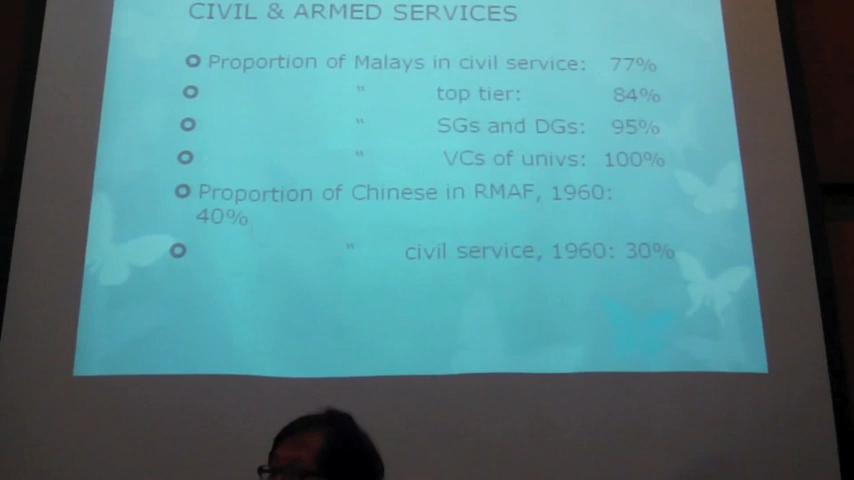 CIVIL & ARMED SERVICES
Proportion of Malays in civil service: 77%
" top tier: 84%
" SGs and DGs: 95%
" VCs of univs: 100%
Proportion of Chinese in RMAF, 1960:
40%
" civil service, 1960: 30%